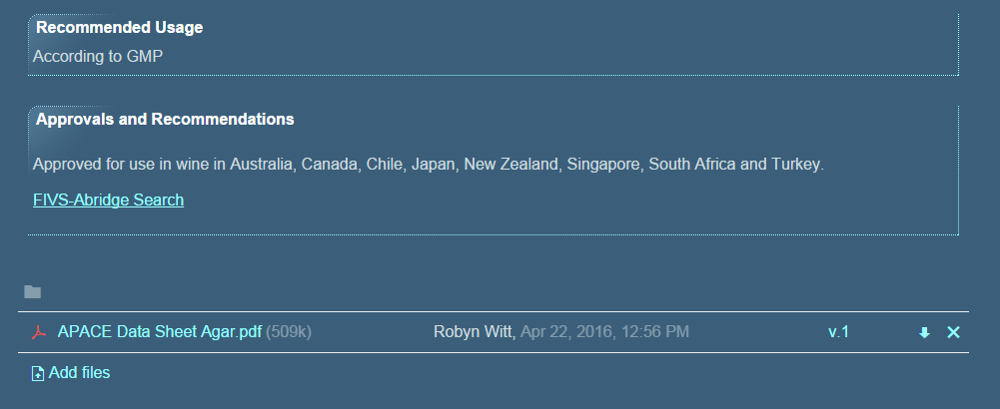 Recommended Usage
According to GMP
Approvals and Recommendations
Approved for use in wine in Australia, Canada, Chile, Japan, New Zealand, Singapore, South Africa and Turkey.
FIVS-Abridge Search
APACE Data Sheet Agar.pdf (509k) Robyn Witt, Apr 22, 2016, 12:56 PM v.1
Add files